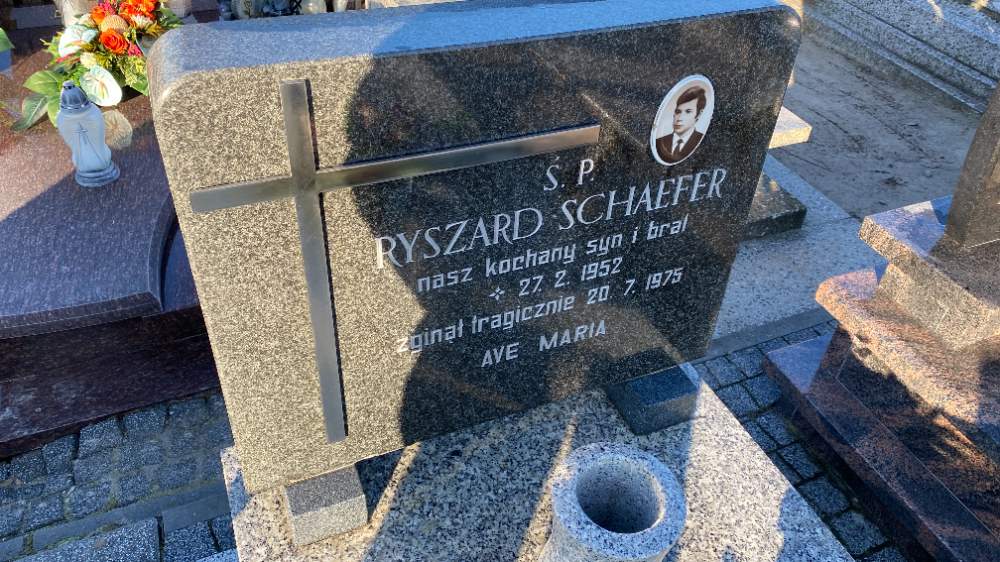 Ś. P.
RYSZARD SCHAEFER
nasz kochany syn i brat
27. 2. 1952
zginął tragicznie 20. 7. 1975
AVE MARIA